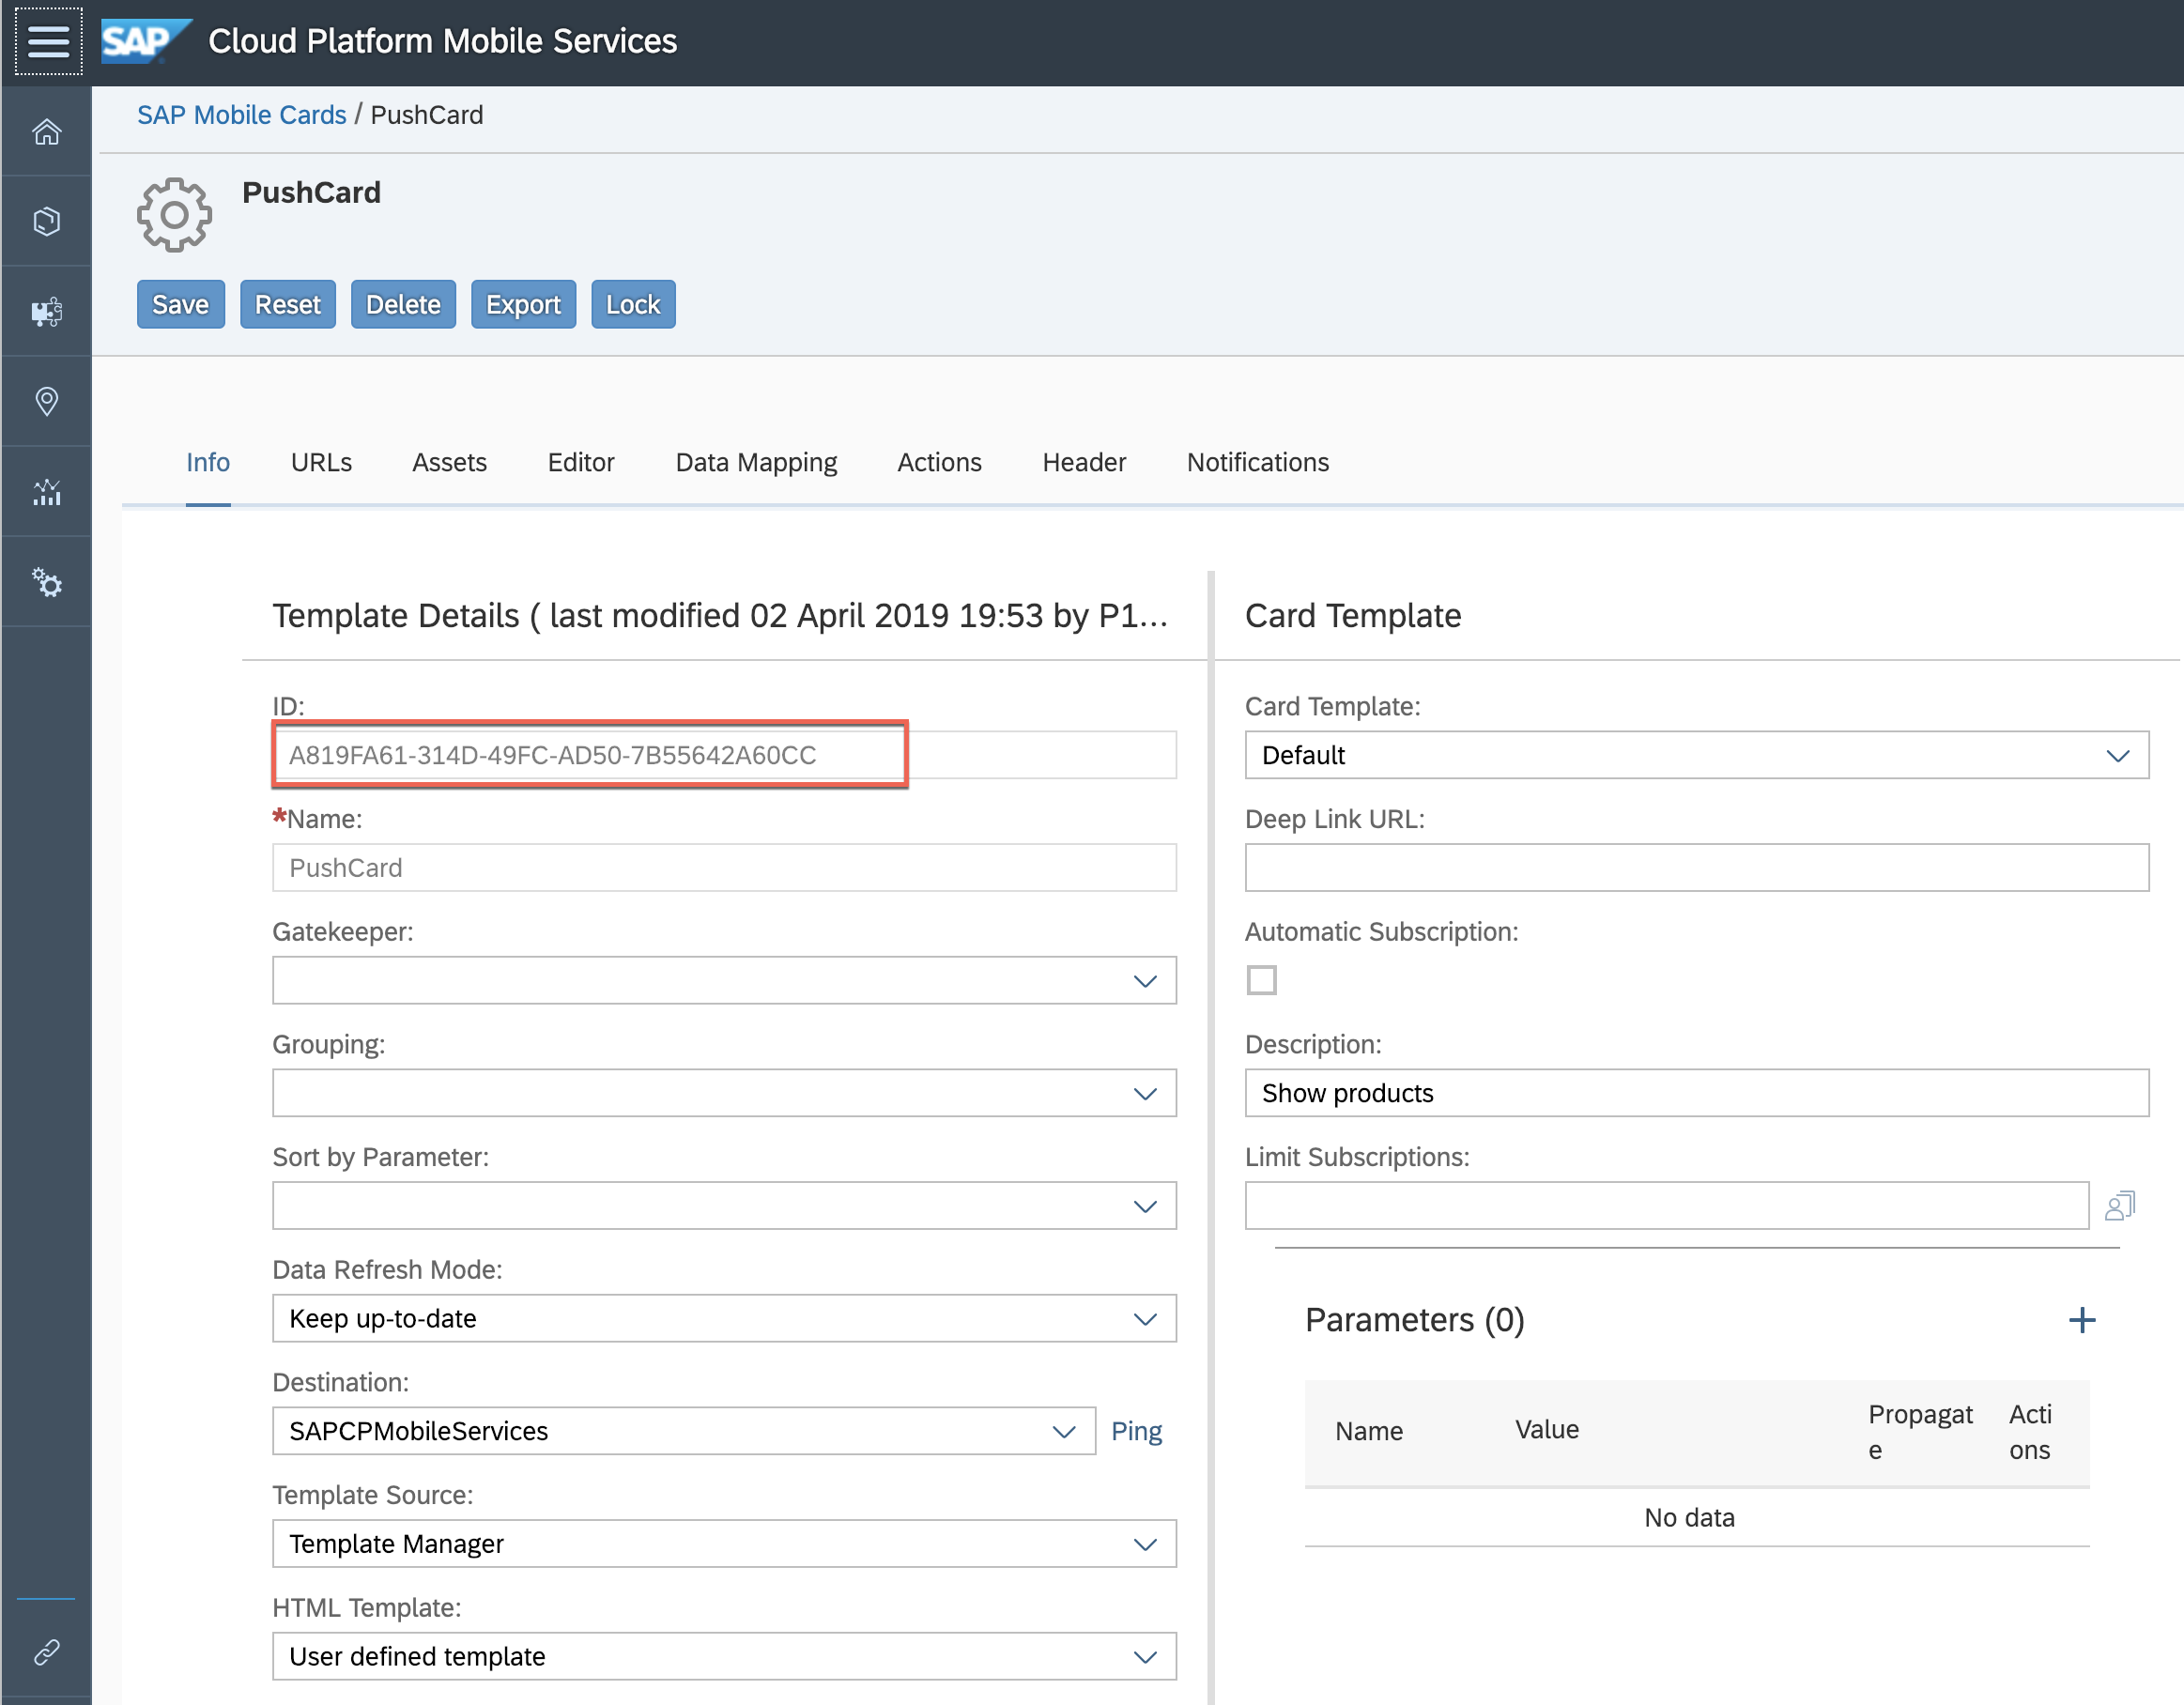 SAP Cloud Platform Mobile Services
SAP Mobile Cards / PushCard
PushCard
Save Reset Delete Export Lock
Info URLs Assets Editor Data Mapping Actions Header Notifications
Template Details ( last modified 02 April 2019 19:53 by P1...
ID:
A819FA61-314D-49FC-AD50-7B55642A60CC
*Name:
PushCard
Gatekeeper:
Grouping:
Sort by Parameter:
Data Refresh Mode:
Keep up-to-date
Destination:
SAPCPMobileServices Ping
Template Source:
Template Manager
HTML Template:
User defined template
Card Template
Card Template:
Default
Deep Link URL:
Automatic Subscription:
Description:
Show products
Limit Subscriptions:
Parameters (0)
Name Value Propagat
e Acti
ons
No data